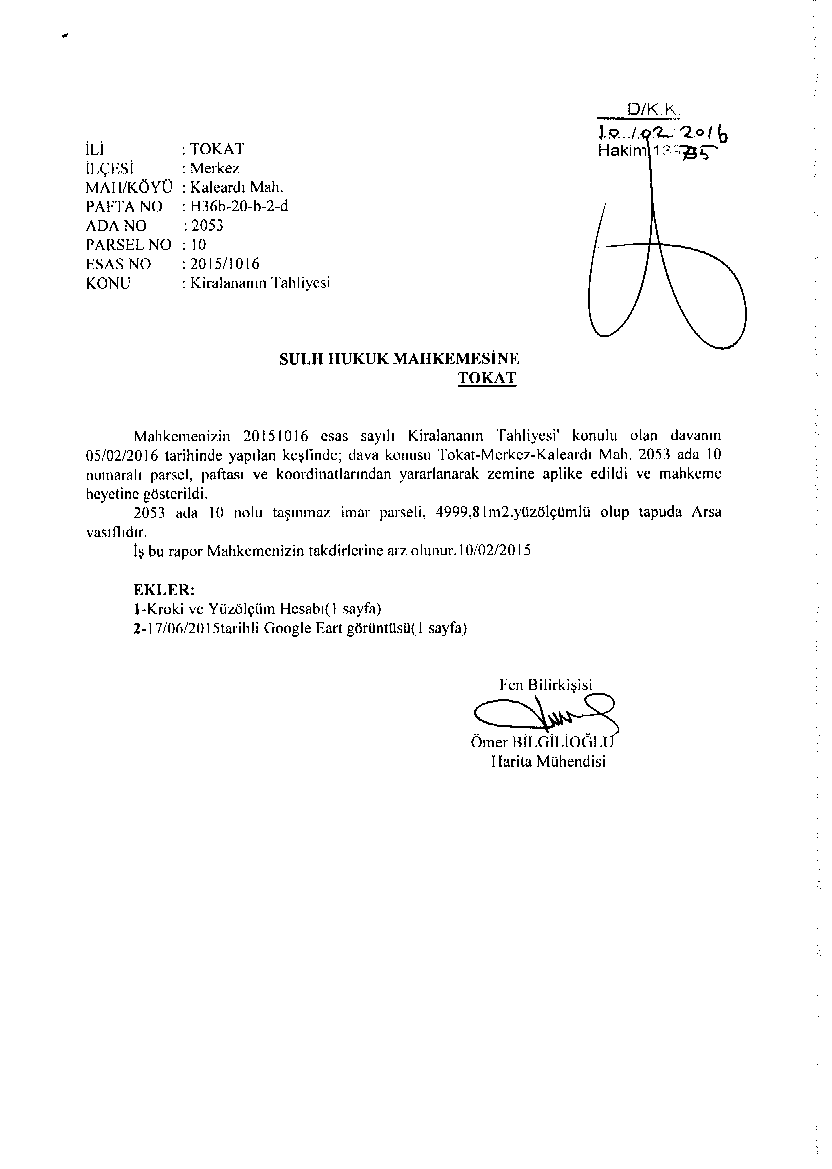 D/K.K.
10../.02.2016
Hakim
İLİ : TOKAT
İLÇESİ : Merkez
MAH/KÖYÜ : Kaleardı Mah.
PAFTA NO : H36b-20-b-2-d
ADA NO : 2053
PARSEL NO : 10
ESAS NO : 2015/1016
KONU : Kiralananın Tahliyesi
SULH HUKUK MAHKEMESİNE
TOKAT
Mahkemenizin 20151016 esas sayılı Kiralananın Tahliyesi' konulu olan davanın
05/02/2016 tarihinde yapılan keşfinde; dava konusu Tokat-Merkez-Kaleardı Mah. 2053 ada 10
numaralı parsel, paftası ve koordinatlarından yararlanarak zemine aplike edildi ve mahkeme
heyetine gösterildi.
2053 ada 10 nolu taşınmaz imar parseli, 4999,81m2.yüzölçümlü olup tapuda Arsa
vasıflıdır.
İş bu rapor Mahkemenizin takdirlerine arz olunur.10/02/2015
EKLER:
1-Kroki ve Yüzölçüm Hesabı(1 sayfa)
2-17/06/2015tarihli Google Eart görüntüsü(1 sayfa)
Fen Bilirkişisi
Ömer BİLGİLİOĞLU
Harita Mühendisi